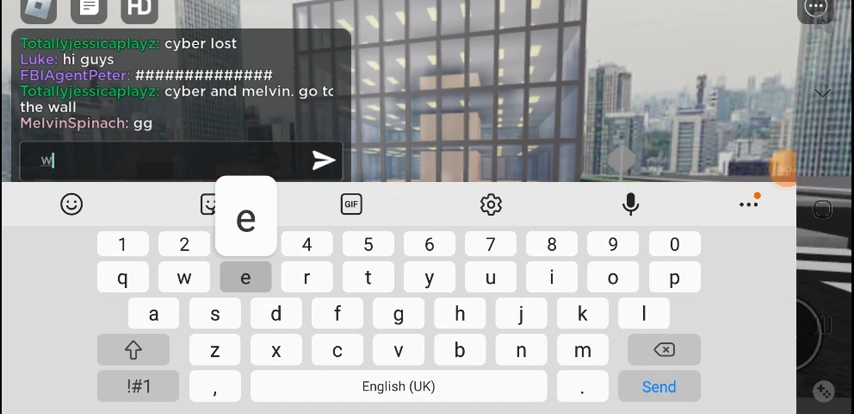 HD
Totallyjessicaplayz: cyber lost
Luke: hi guys
FBIAgentPeter: ##############
Totallyjessicaplayz: cyber and melvin. go to
the wall
MelvinSpinach: gg
w
GIF
e
1 2 4 5 6 7 8 9 0
q w e r t y u i o p
a s d f g h j k l
z x c v b n m
!#1 , English (UK) . Send